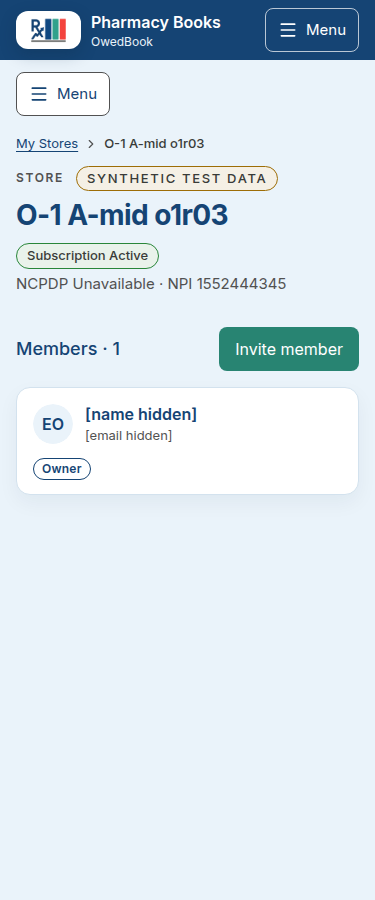 Pharmacy Books
OwedBook
Menu
Menu
My Stores > O-1 A-mid o1r03
STORE SYNTHETIC TEST DATA
O-1 A-mid o1r03
Subscription Active
NCPDP Unavailable · NPI 1552444345
Members · 1
Invite member
EO
[name hidden]
[email hidden]
Owner